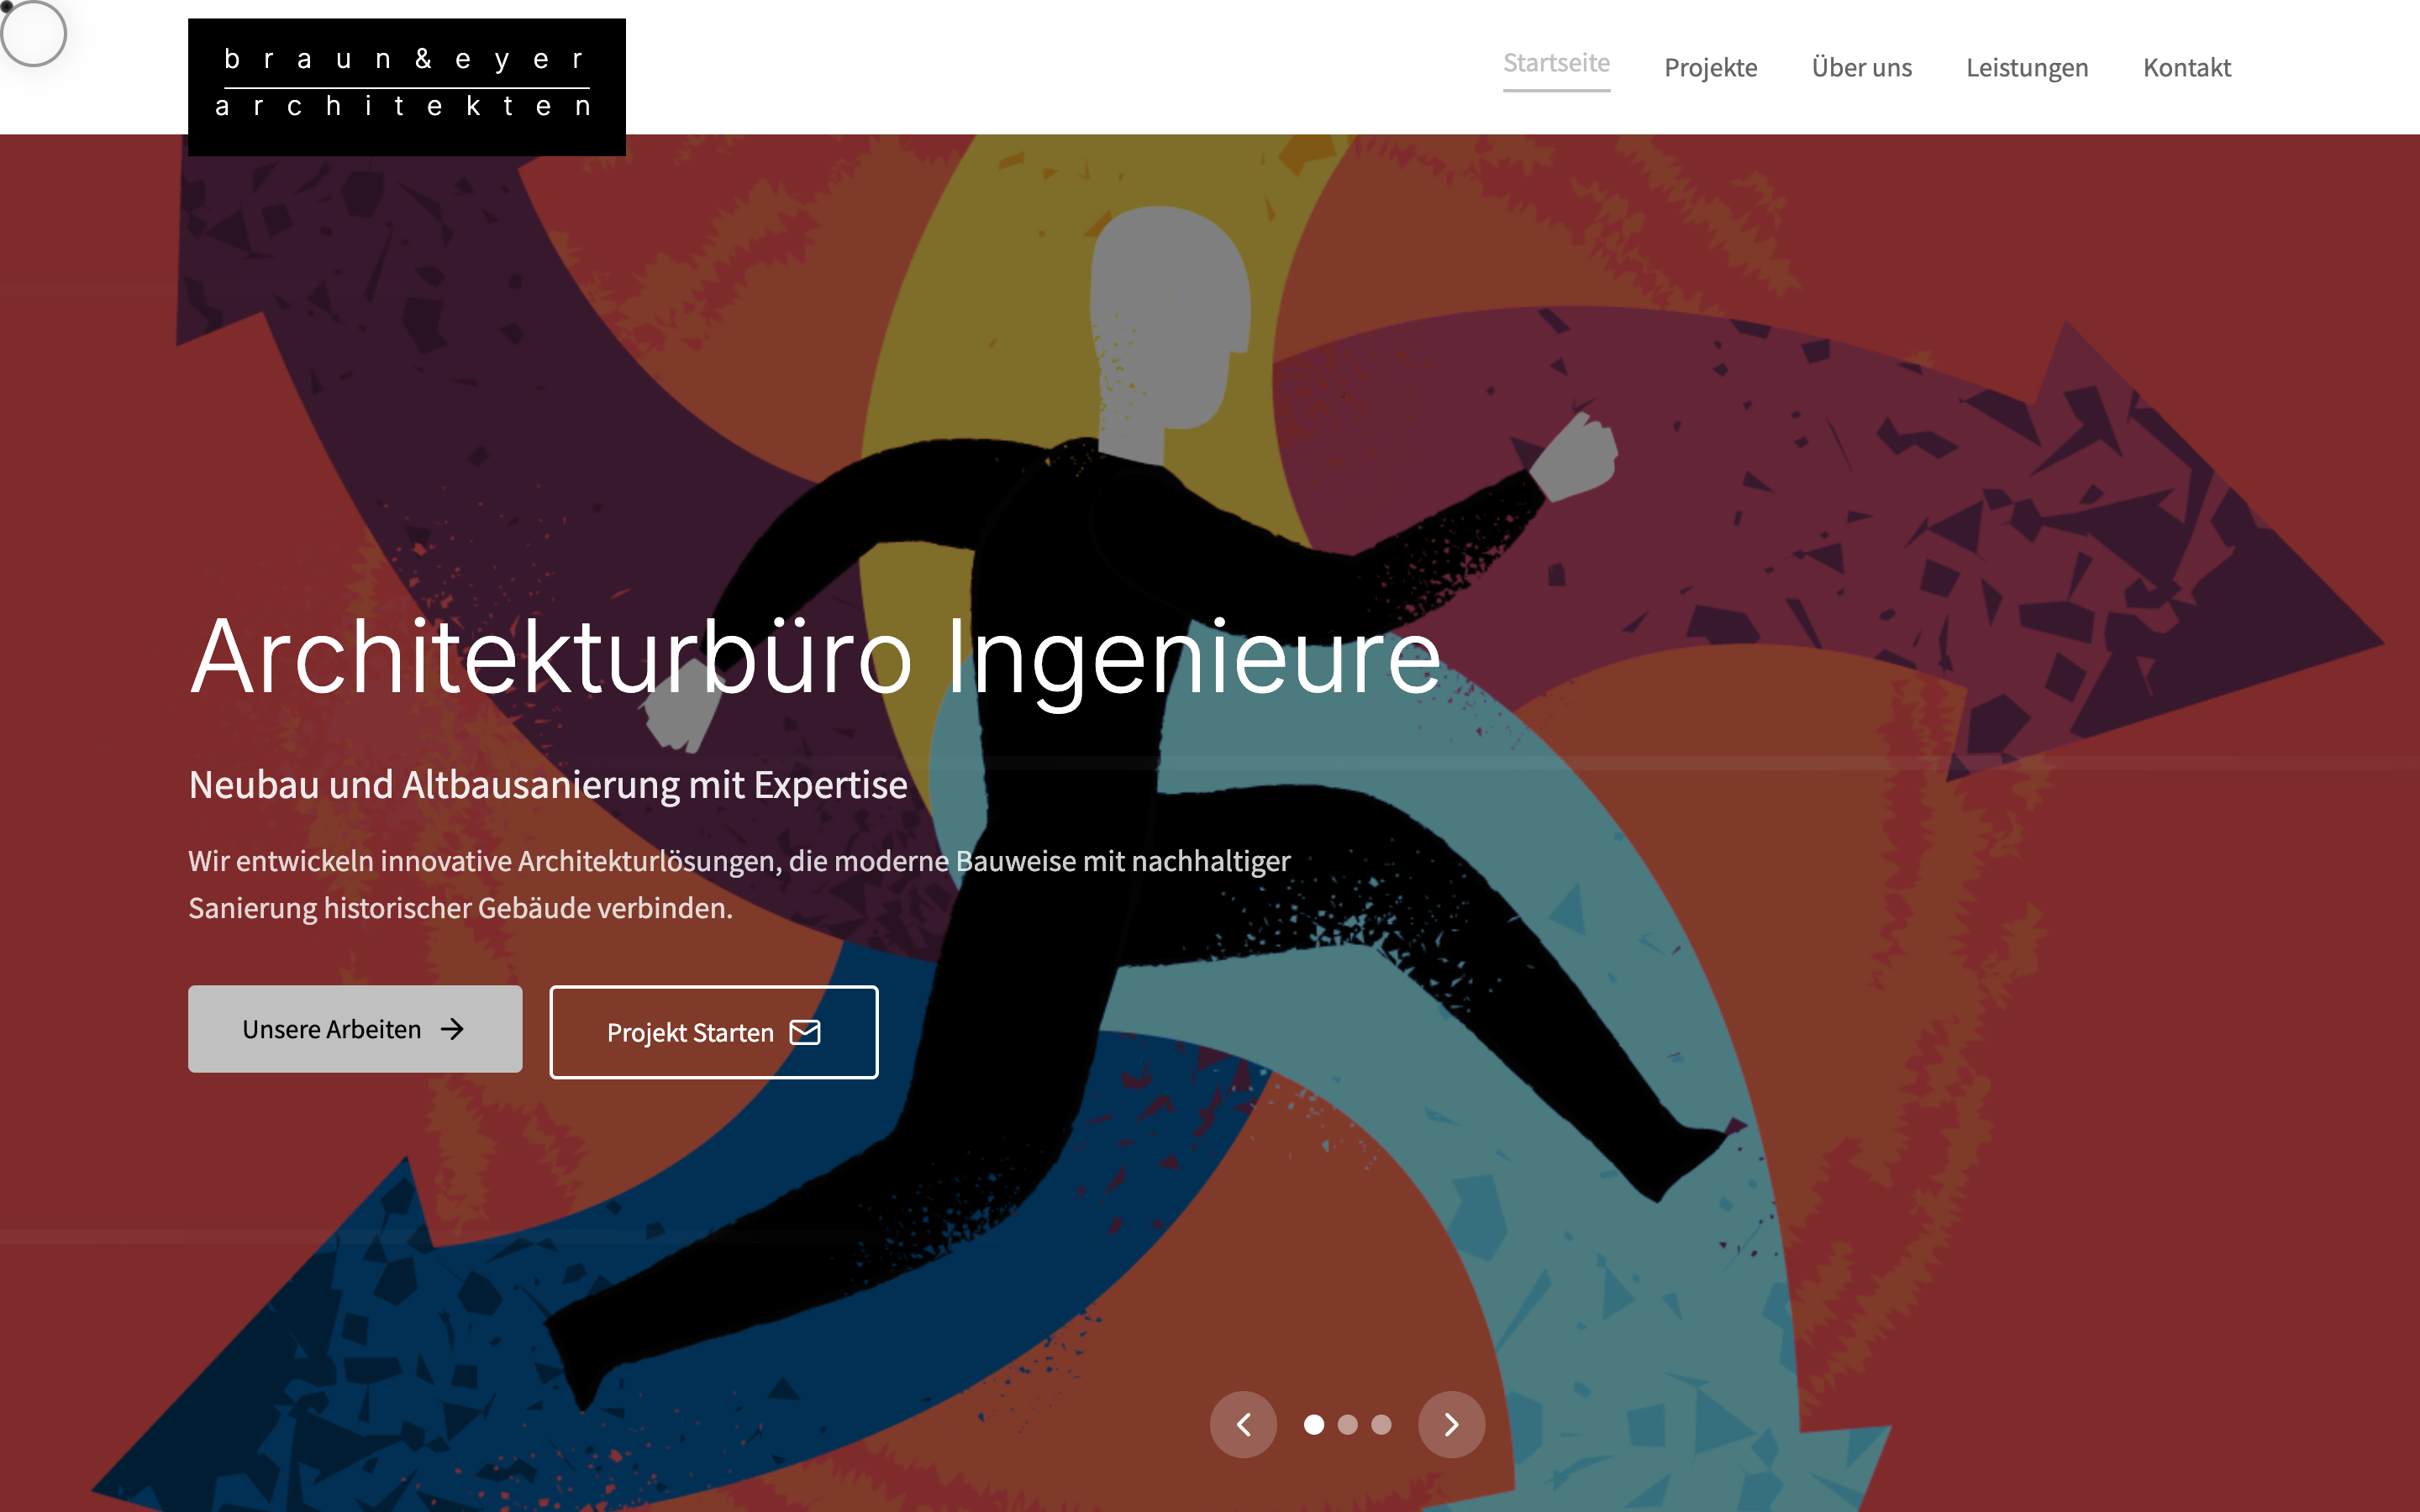 braun&eyer
architekten
Startseite
Projekte
Über uns
Leistungen
Kontakt
Architekturbüro Ingenieure
Neubau und Altbausanierung mit Expertise
Wir entwickeln innovative Architekturlösungen, die moderne Bauweise mit nachhaltiger
Sanierung historischer Gebäude verbinden.
Unsere Arbeiten
Projekt Starten